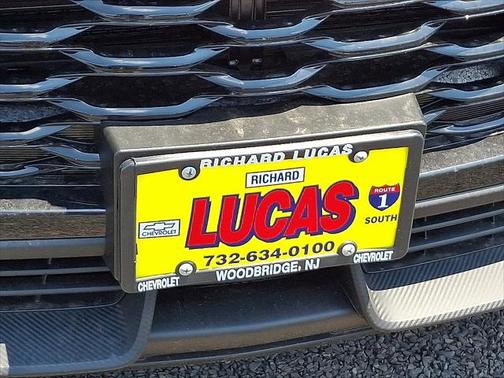 RICHARD LUCAS
RICHARD
LUCAS
ROUTE
1
SOUTH
CHEVROLET
732-634-0100
WOODBRIDGE, NJ
CHEVROLET
CHEVROLET